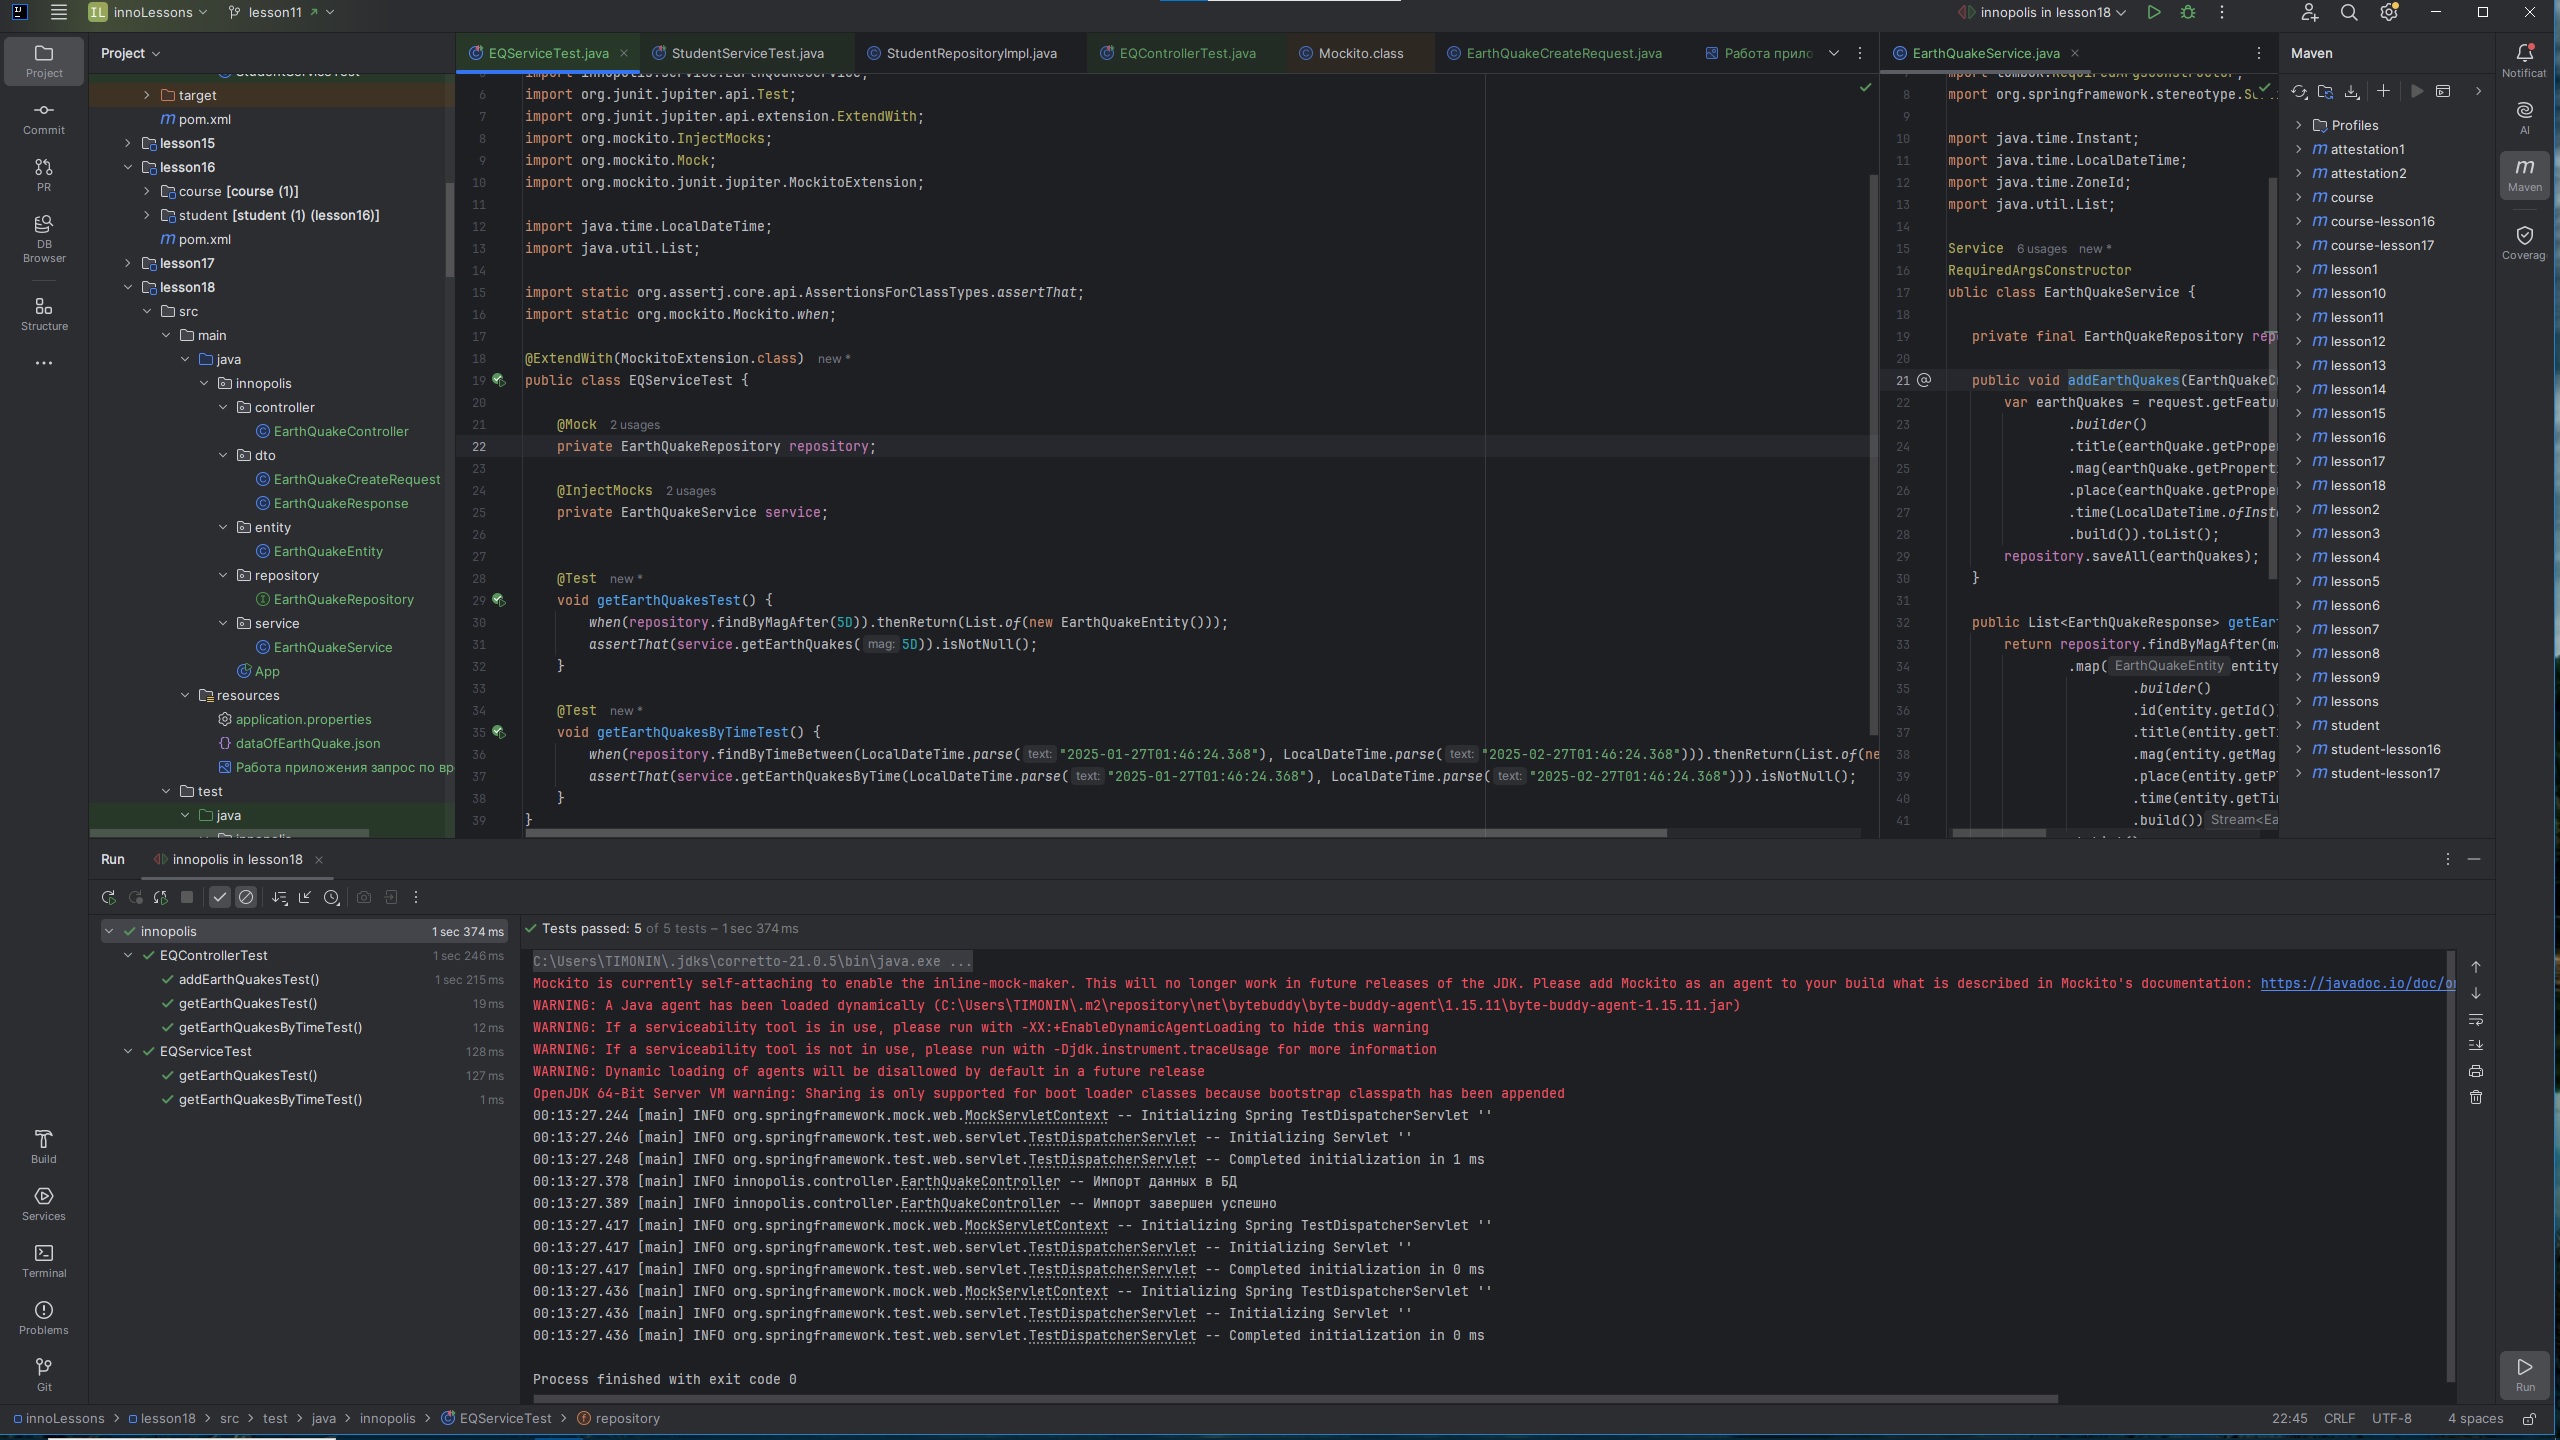 IL innoLessons
lesson11
innopolis in lesson18
Project
Commit
PR
DB Browser
Structure
Project
target
pom.xml
lesson15
lesson16
course [course (1)]
student [student (1) (lesson16)]
pom.xml
lesson17
lesson18
src
main
java
innopolis
controller
EarthQuakeController
dto
EarthQuakeCreateRequest
EarthQuakeResponse
entity
EarthQuakeEntity
repository
EarthQuakeRepository
service
EarthQuakeService
App
resources
application.properties
dataOfEarthQuake.json
Работа приложения запрос по вр
test
java
EQServiceTest.java
StudentServiceTest.java
StudentRepositoryImpl.java
EQControllerTest.java
Mockito.class
EarthQuakeCreateRequest.java
Работа прило
6 import org.junit.jupiter.api.Test;
7 import org.junit.jupiter.api.extension.ExtendWith;
8 import org.mockito.InjectMocks;
9 import org.mockito.Mock;
10 import org.mockito.junit.jupiter.MockitoExtension;
11
12 import java.time.LocalDateTime;
13 import java.util.List;
14
15 import static org.assertj.core.api.AssertionsForClassTypes.assertThat;
16 import static org.mockito.Mockito.when;
17
18 @ExtendWith(MockitoExtension.class) new *
19 public class EQServiceTest {
20
21 @Mock 2 usages
22 private EarthQuakeRepository repository;
23
24 @InjectMocks 2 usages
25 private EarthQuakeService service;
26
27
28 @Test new *
29 void getEarthQuakesTest() {
30 when(repository.findByMagAfter(5D)).thenReturn(List.of(new EarthQuakeEntity()));
31 assertThat(service.getEarthQuakes( mag: 5D)).isNotNull();
32 }
33
34 @Test new *
35 void getEarthQuakesByTimeTest() {
36 when(repository.findByTimeBetween(LocalDateTime.parse( text: "2025-01-27T01:46:24.368"), LocalDateTime.parse( text: "2025-02-27T01:46:24.368"))).thenReturn(List.of(ne
37 assertThat(service.getEarthQuakesByTime(LocalDateTime.parse( text: "2025-01-27T01:46:24.368"), LocalDateTime.parse( text: "2025-02-27T01:46:24.368"))).isNotNull();
38 }
39 }
EarthQuakeService.java
8 mport org.springframework.stereotype.S
9
10 mport java.time.Instant;
11 mport java.time.LocalDateTime;
12 mport java.time.ZoneId;
13 mport java.util.List;
14
15 Service 6 usages new *
16 RequiredArgsConstructor
17 ublic class EarthQuakeService {
18
19 private final EarthQuakeRepository rep
20
21 public void addEarthQuakes(EarthQuakeC
22 var earthQuakes = request.getFeatu
23 .builder()
24 .title(earthQuake.getPrope
25 .mag(earthQuake.getPropert
26 .place(earthQuake.getPrope
27 .time(LocalDateTime.ofInst
28 .build()).toList();
29 repository.saveAll(earthQuakes);
30 }
31
32 public List<EarthQuakeResponse> getEar
33 return repository.findByMagAfter(ma
34 .map( EarthQuakeEntity entity
35 .builder()
36 .id(entity.getId()
37 .title(entity.getT
38 .mag(entity.getMag
39 .place(entity.getP
40 .time(entity.getTi
41 .build()) Stream<Ea
Maven
Profiles
attestation1
attestation2
course
course-lesson16
course-lesson17
lesson1
lesson10
lesson11
lesson12
lesson13
lesson14
lesson15
lesson16
lesson17
lesson18
lesson2
lesson3
lesson4
lesson5
lesson6
lesson7
lesson8
lesson9
lessons
student
student-lesson16
student-lesson17
Notificat
AI
Maven
Coverag
Run
innopolis in lesson18
innopolis 1 sec 374 ms
EQControllerTest 1 sec 246 ms
addEarthQuakesTest() 1 sec 215 ms
getEarthQuakesTest() 19 ms
getEarthQuakesByTimeTest() 12 ms
EQServiceTest 128 ms
getEarthQuakesTest() 127 ms
getEarthQuakesByTimeTest() 1 ms
Tests passed: 5 of 5 tests – 1 sec 374 ms
C:\Users\TIMONIN\.jdks\corretto-21.0.5\bin\java.exe ...
Mockito is currently self-attaching to enable the inline-mock-maker. This will no longer work in future releases of the JDK. Please add Mockito as an agent to your build what is described in Mockito's documentation: https://javadoc.io/doc/o
WARNING: A Java agent has been loaded dynamically (C:\Users\TIMONIN\.m2\repository\net\bytebuddy\byte-buddy-agent\1.15.11\byte-buddy-agent-1.15.11.jar)
WARNING: If a serviceability tool is in use, please run with -XX:+EnableDynamicAgentLoading to hide this warning
WARNING: If a serviceability tool is not in use, please run with -Djdk.instrument.traceUsage for more information
WARNING: Dynamic loading of agents will be disallowed by default in a future release
OpenJDK 64-Bit Server VM warning: Sharing is only supported for boot loader classes because bootstrap classpath has been appended
00:13:27.244 [main] INFO org.springframework.mock.web.MockServletContext -- Initializing Spring TestDispatcherServlet ''
00:13:27.246 [main] INFO org.springframework.test.web.servlet.TestDispatcherServlet -- Initializing Servlet ''
00:13:27.248 [main] INFO org.springframework.test.web.servlet.TestDispatcherServlet -- Completed initialization in 1 ms
00:13:27.378 [main] INFO innopolis.controller.EarthQuakeController -- Импорт данных в БД
00:13:27.389 [main] INFO innopolis.controller.EarthQuakeController -- Импорт завершен успешно
00:13:27.417 [main] INFO org.springframework.mock.web.MockServletContext -- Initializing Spring TestDispatcherServlet ''
00:13:27.417 [main] INFO org.springframework.test.web.servlet.TestDispatcherServlet -- Initializing Servlet ''
00:13:27.417 [main] INFO org.springframework.test.web.servlet.TestDispatcherServlet -- Completed initialization in 0 ms
00:13:27.436 [main] INFO org.springframework.mock.web.MockServletContext -- Initializing Spring TestDispatcherServlet ''
00:13:27.436 [main] INFO org.springframework.test.web.servlet.TestDispatcherServlet -- Initializing Servlet ''
00:13:27.436 [main] INFO org.springframework.test.web.servlet.TestDispatcherServlet -- Completed initialization in 0 ms
Process finished with exit code 0
Build
Services
Terminal
Problems
Git
Run
innoLessons > lesson18 > src > test > java > innopolis > EQServiceTest > repository
22:45 CRLF UTF-8 4 spaces